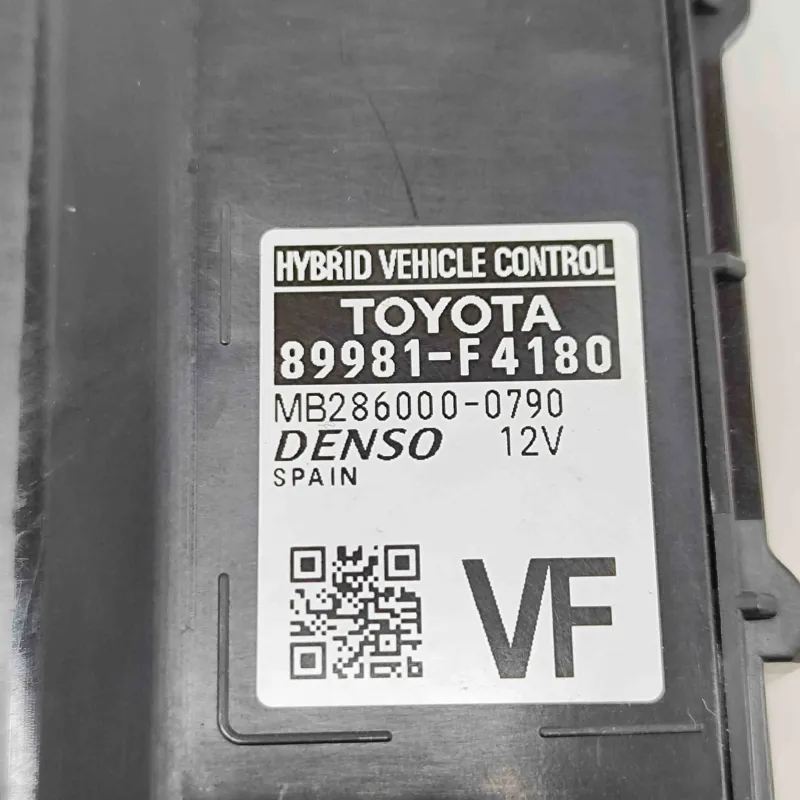 HYBRID VEHICLE CONTROL
TOYOTA
89981-F4180
MB286000-0790
DENSO 12V
SPAIN
VF